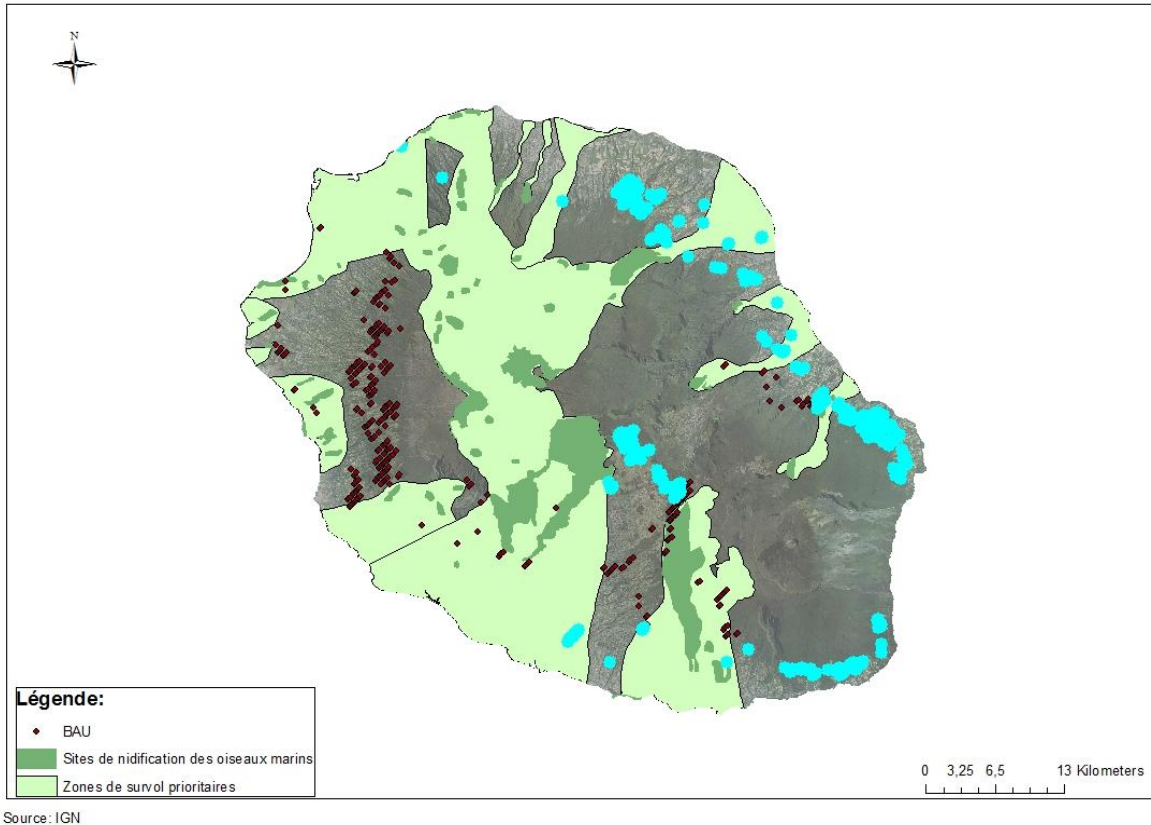 N
Légende:
BAU
Sites de nidification des oiseaux marins
Zones de survol prioritaires
0 3,25 6,5 13 Kilometers
Source: IGN